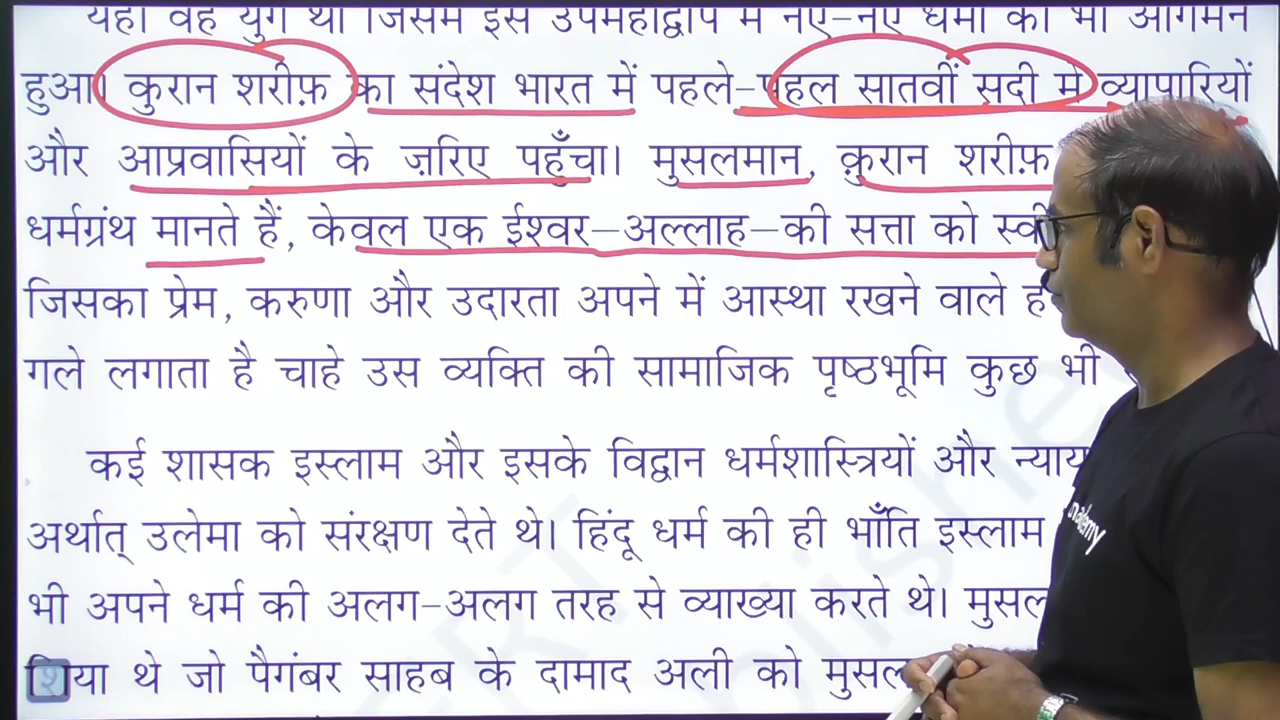 यही वह युग था जिसमें इस उपमहाद्वीप में नए-नए धर्मों का भी आगमन
हुआ। कुरान शरीफ़ का संदेश भारत में पहले-पहल सातवीं सदी में व्यापारियों
और आप्रवासियों के ज़रिए पहुँचा। मुसलमान, क़ुरान शरीफ़
धर्मग्रंथ मानते हैं, केवल एक ईश्वर-अल्लाह-की सत्ता को
जिसका प्रेम, करुणा और उदारता अपने में आस्था रखने वाले
गले लगाता है चाहे उस व्यक्ति की सामाजिक पृष्ठभूमि कुछ भी
कई शासक इस्लाम और इसके विद्वान धर्मशास्त्रियों और
अर्थात् उलेमा को संरक्षण देते थे। हिंदू धर्म की ही भाँति इस्लाम
भी अपने धर्म की अलग-अलग तरह से व्याख्या करते थे।
शिया थे जो पैगंबर साहब के दामाद अली को